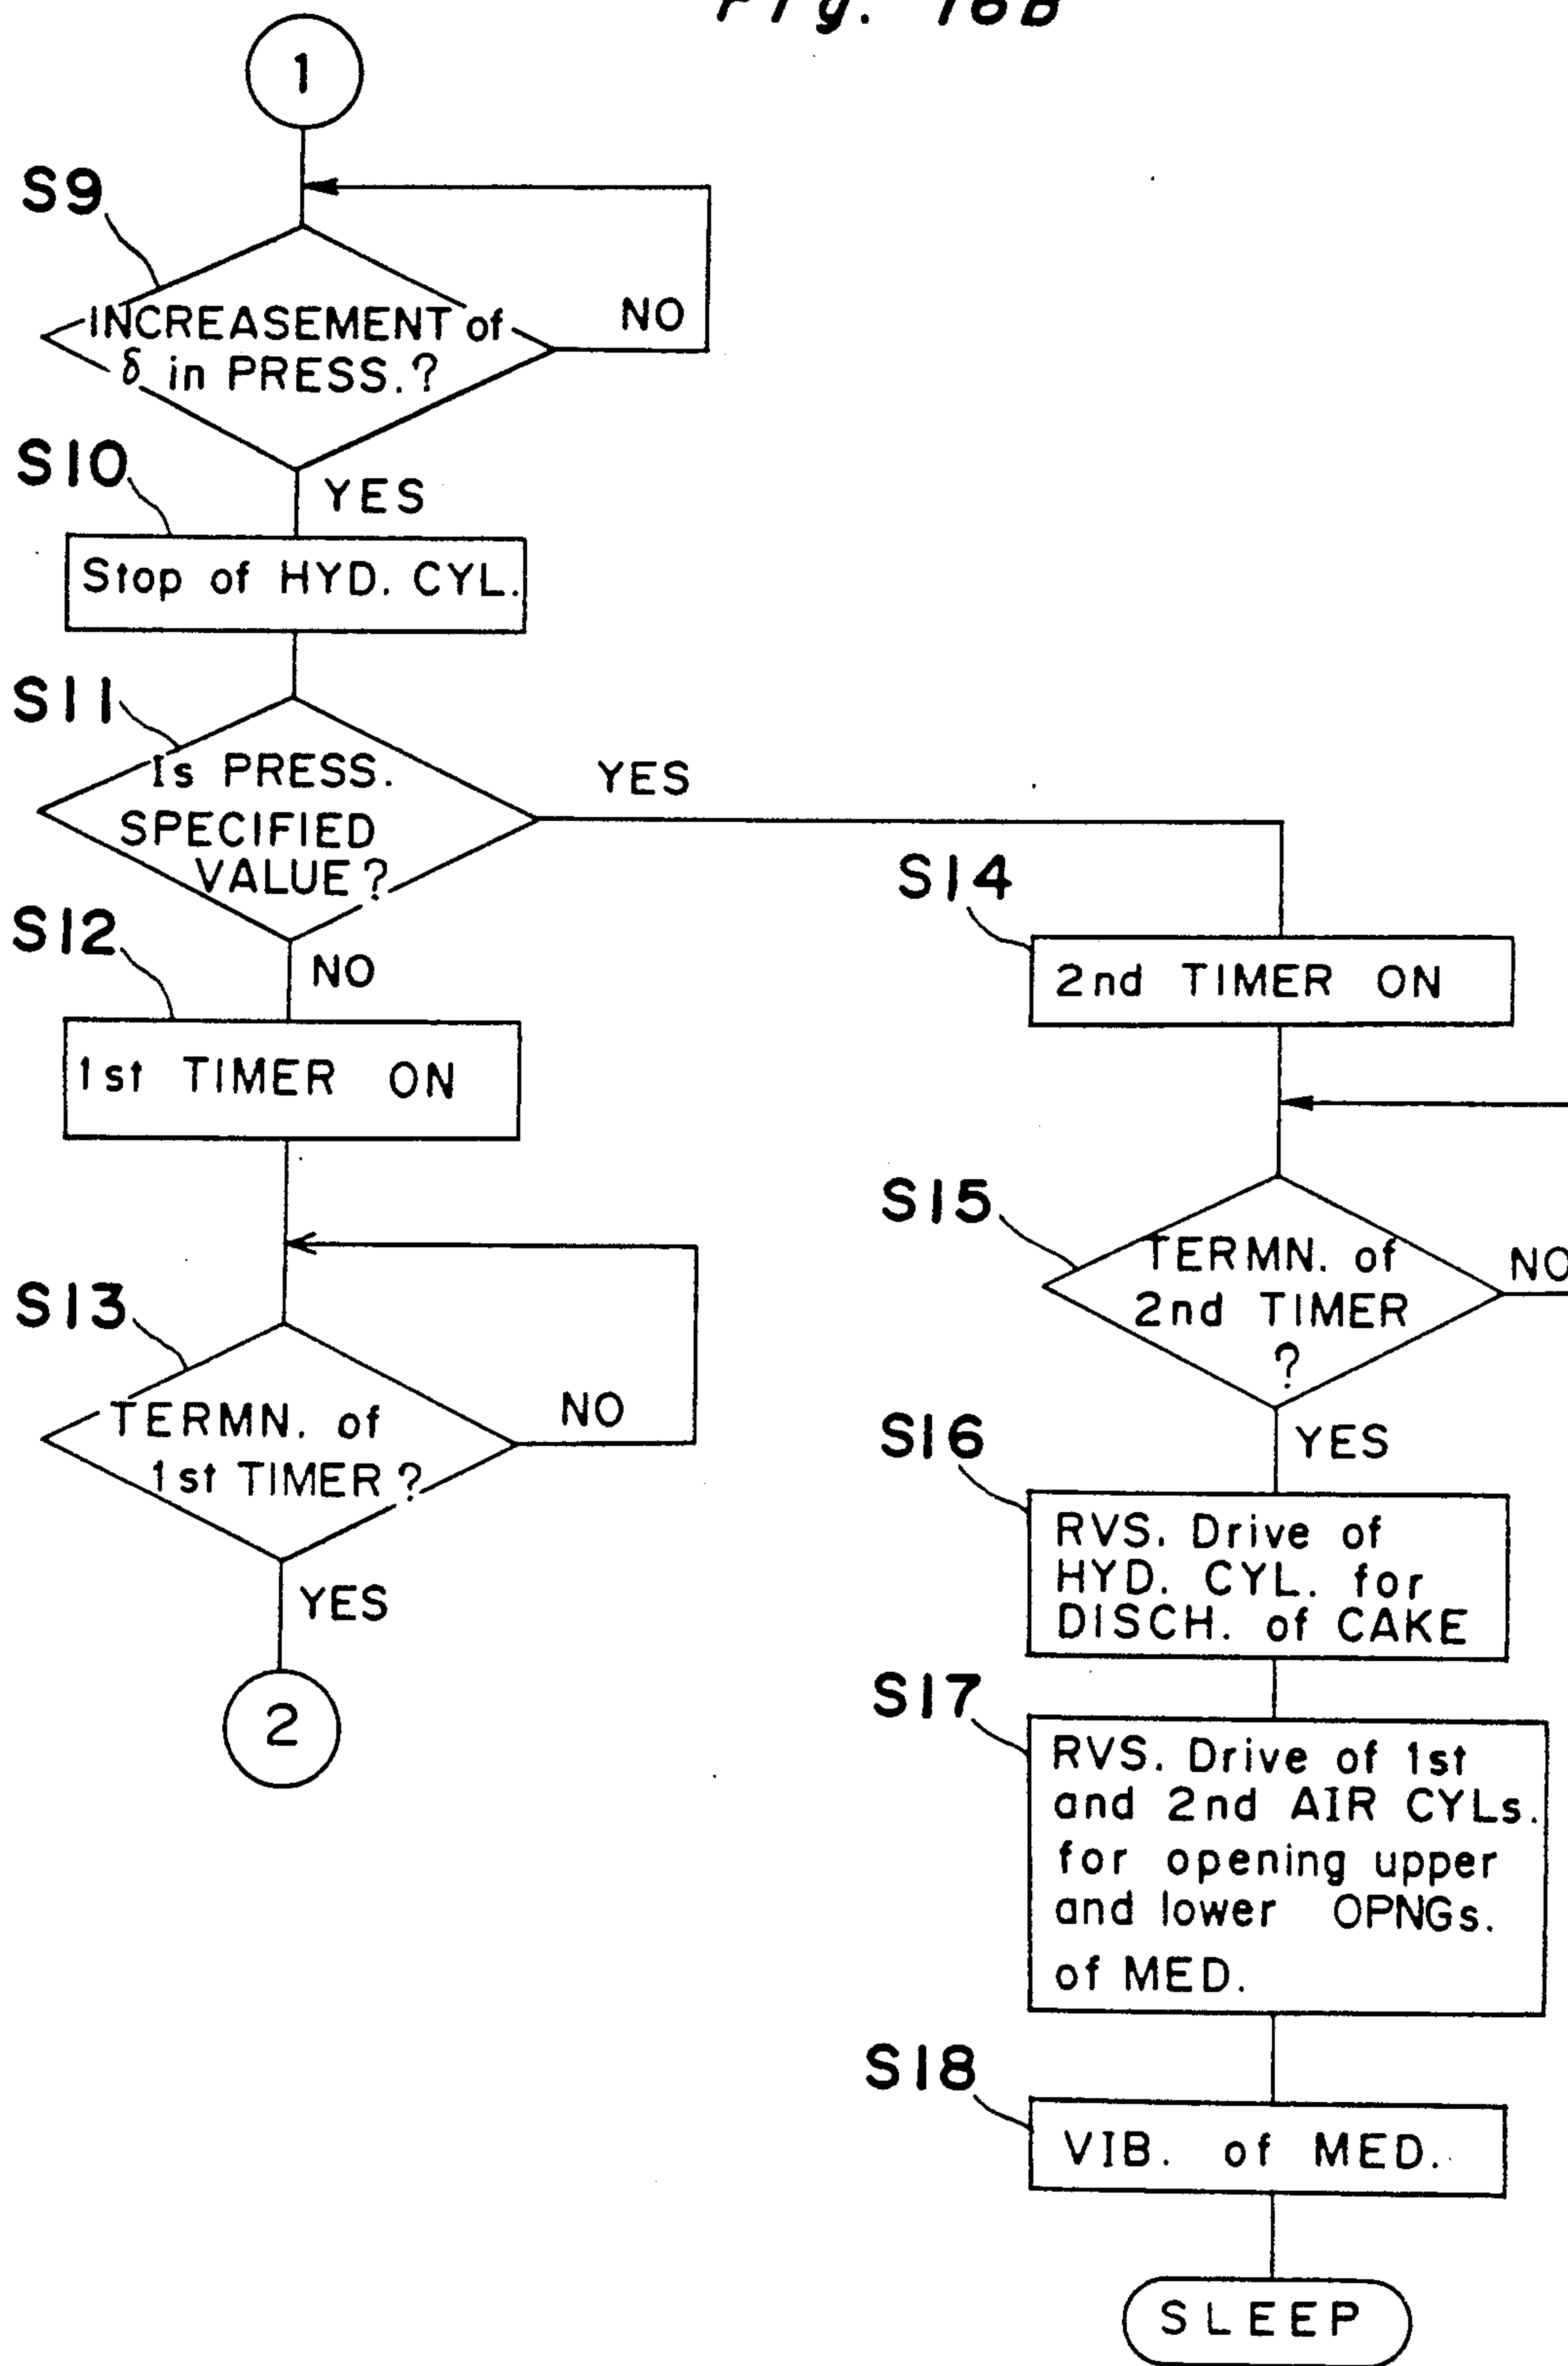 Fig. 16B
1
S9
INCREASEMENT of
δ in PRESS.?
NO
YES
S10
Stop of HYD. CYL.
S11
Is PRESS.
SPECIFIED
VALUE?
YES
NO
S12
1st TIMER ON
S13
TERMN. of
1st TIMER?
NO
YES
2
S14
2nd TIMER ON
S15
TERMN. of
2nd TIMER
?
NO
YES
S16
RVS. Drive of
HYD. CYL. for
DISCH. of CAKE
S17
RVS. Drive of 1st
and 2nd AIR CYLs.
for opening upper
and lower OPNGs.
of MED.
S18
VIB. of MED.
SLEEP